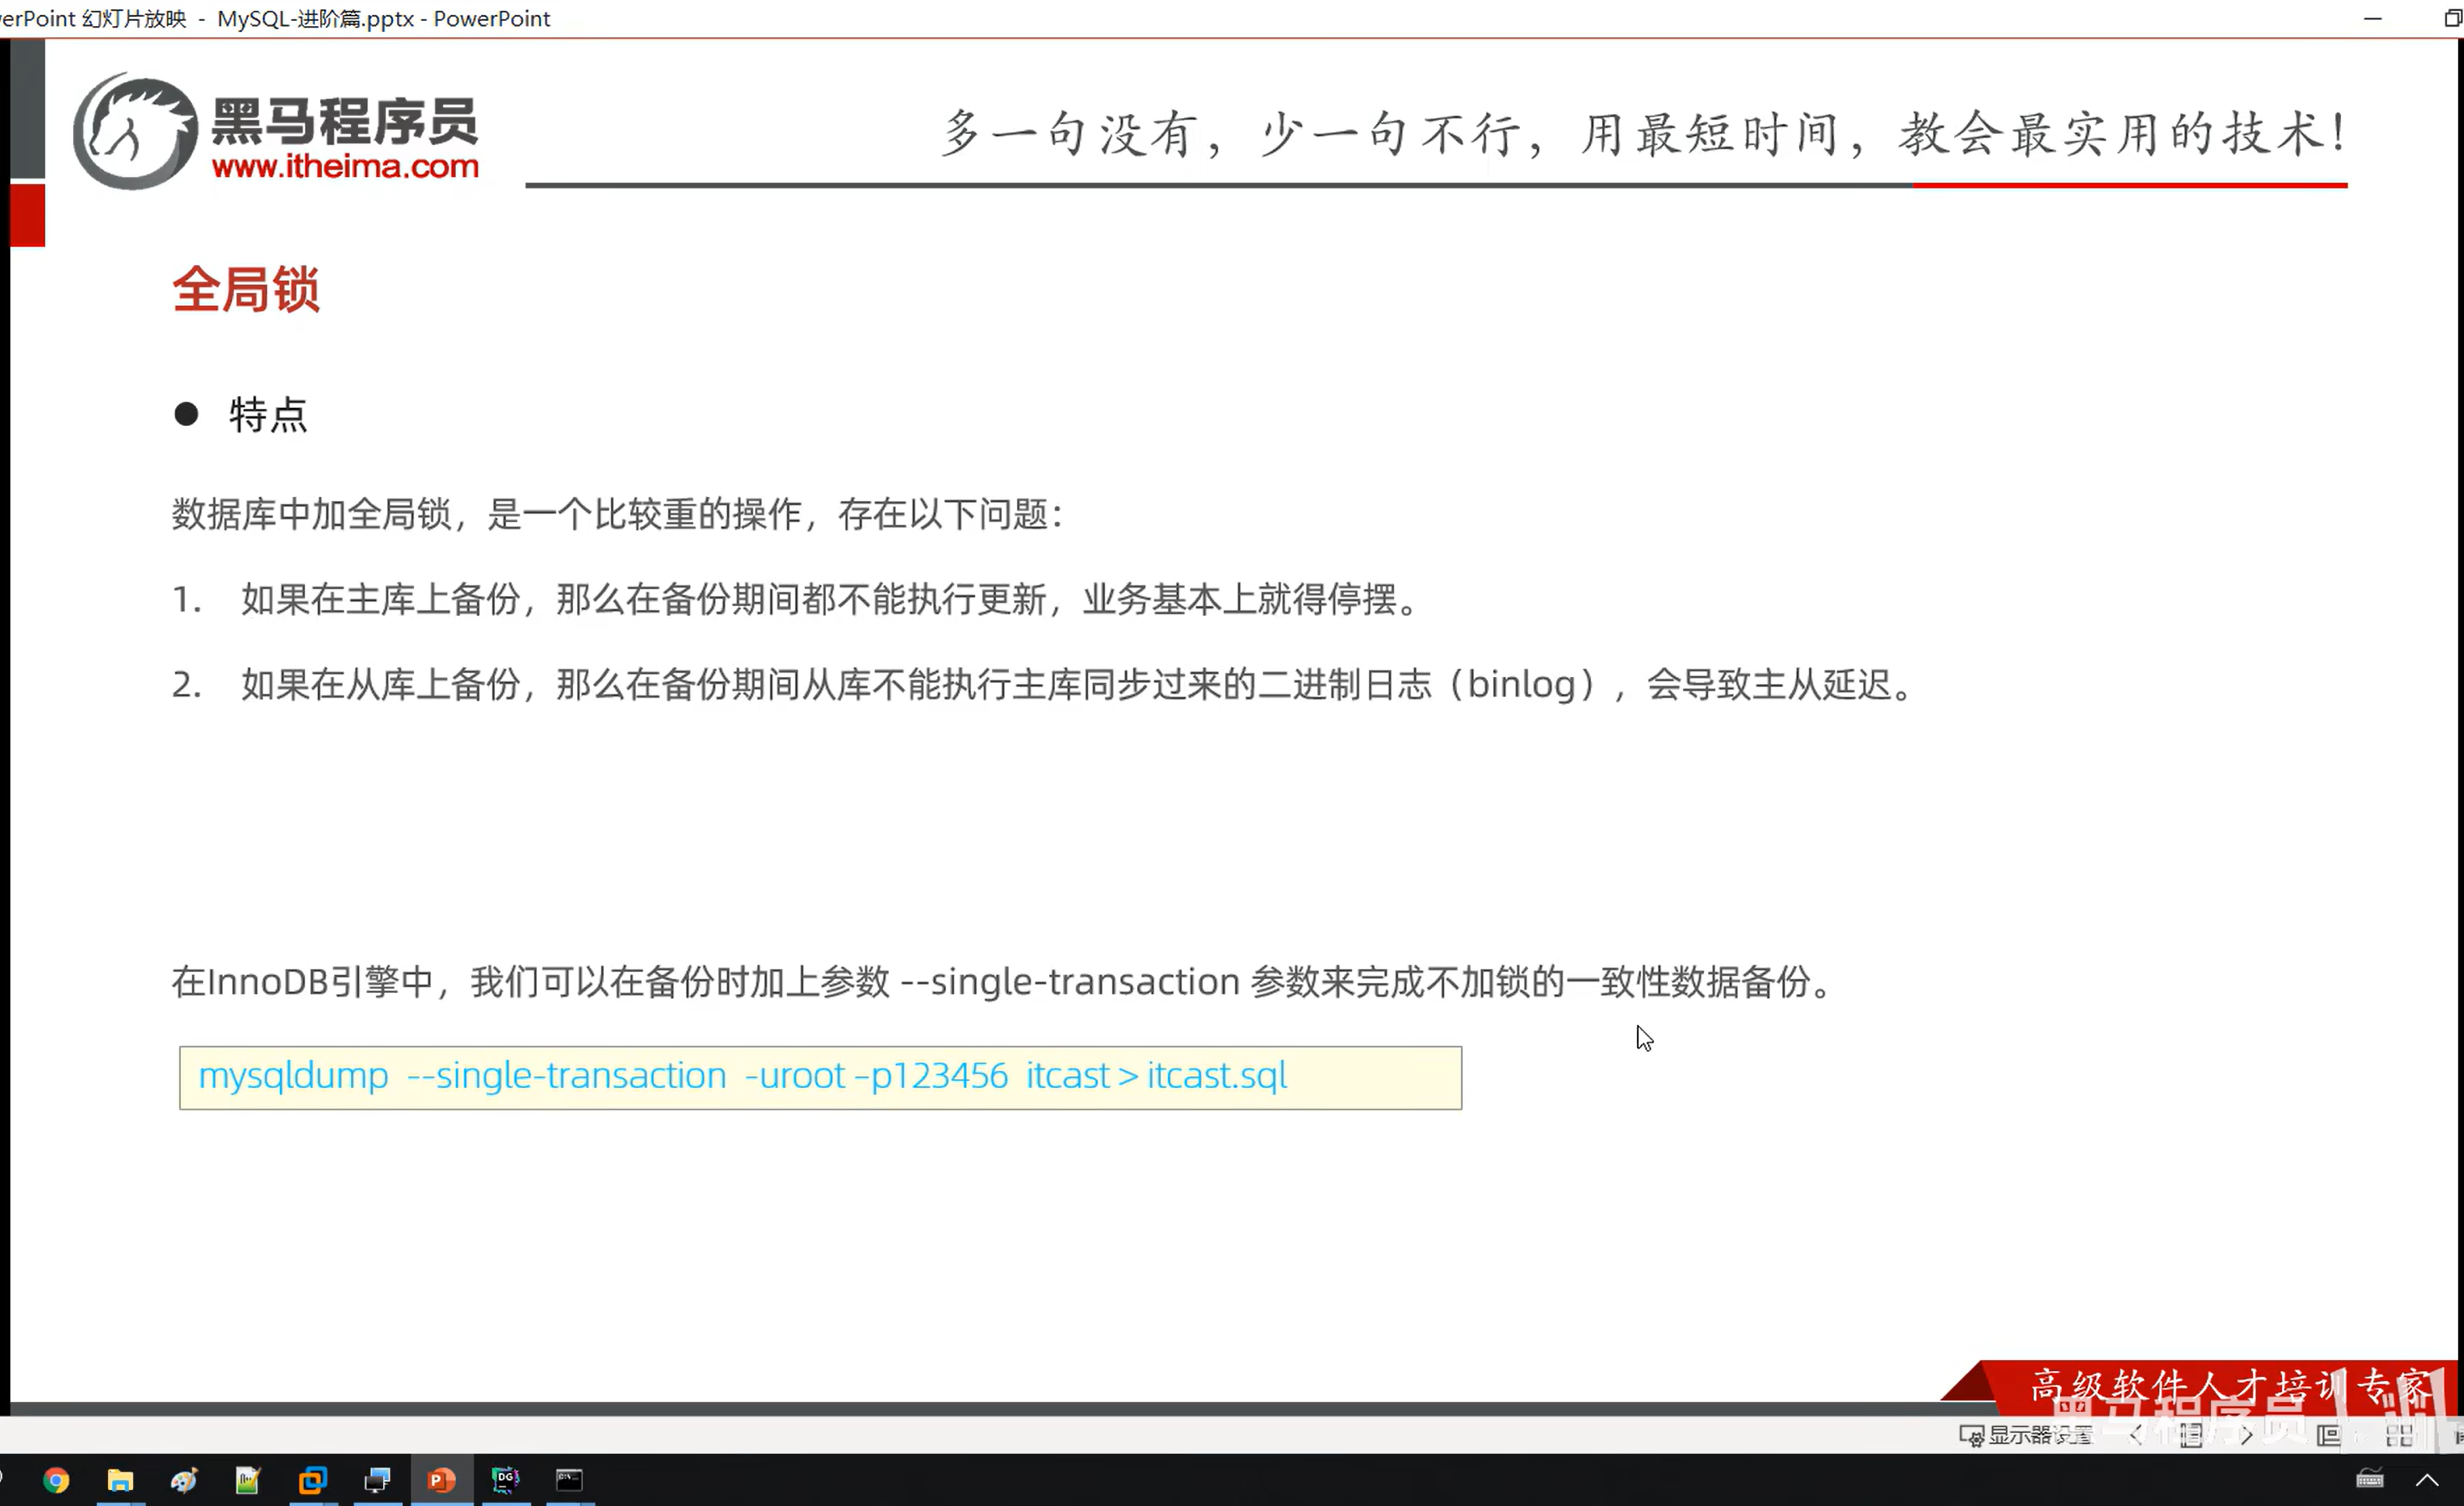 erPoint 幻灯片放映 - MySQL-进阶篇.pptx - PowerPoint
黑马程序员
www.itheima.com
多一句没有，少一句不行，用最短时间，教会最实用的技术！
全局锁
● 特点
数据库中加全局锁，是一个比较重的操作，存在以下问题：
1. 如果在主库上备份，那么在备份期间都不能执行更新，业务基本上就得停摆。
2. 如果在从库上备份，那么在备份期间从库不能执行主库同步过来的二进制日志（binlog），会导致主从延迟。
在InnoDB引擎中，我们可以在备份时加上参数 --single-transaction 参数来完成不加锁的一致性数据备份。
mysqldump --single-transaction -uroot –p123456 itcast > itcast.sql
高级软件人才培训专家
黑马程序员
显示器设置